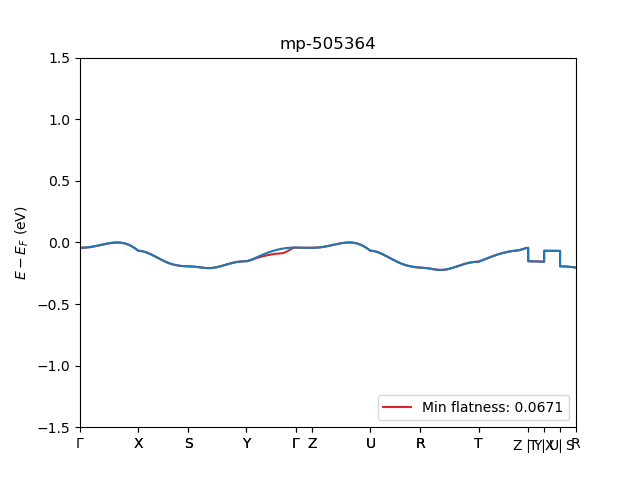 mp-505364
E − E_F (eV)
1.5
1.0
0.5
0.0
−0.5
−1.0
−1.5
Min flatness: 0.0671
Γ X S Y Γ Z U R T Z|T Y|X U|S R